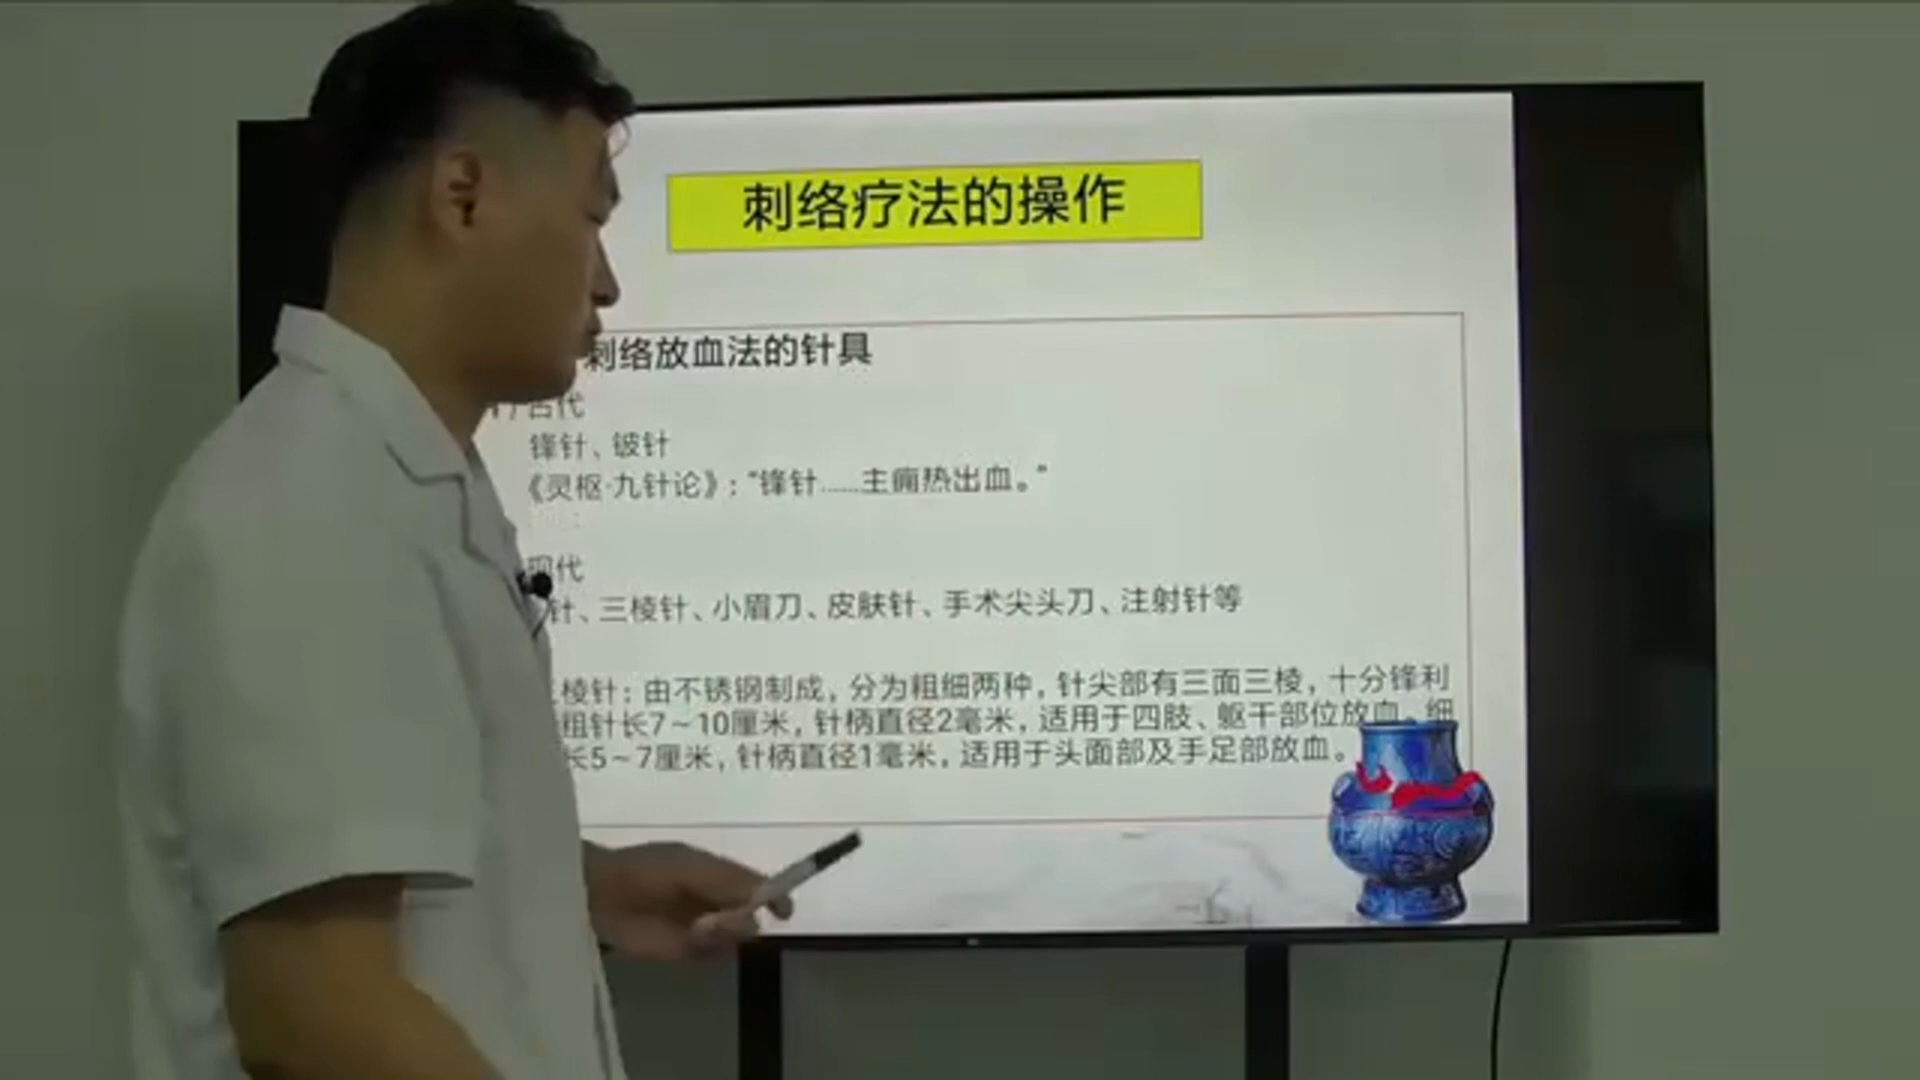 刺络疗法的操作
刺络放血法的针具
古代
锋针、铍针
《灵枢·九针论》：“锋针……主痈热出血。”
现代
针、三棱针、小眉刀、皮肤针、手术尖头刀、注射针等
棱针：由不锈钢制成，分为粗细两种，针尖部有三面三棱，十分锋利
粗针长7～10厘米，针柄直径2毫米，适用于四肢、躯干部位放血，细
长5～7厘米，针柄直径1毫米，适用于头面部及手足部放血。